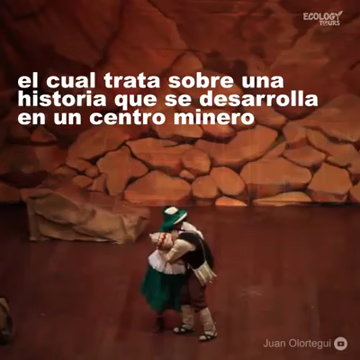 ECOLOGY
TOURS
el cual trata sobre una
historia que se desarrolla
en un centro minero
Juan Olortegui